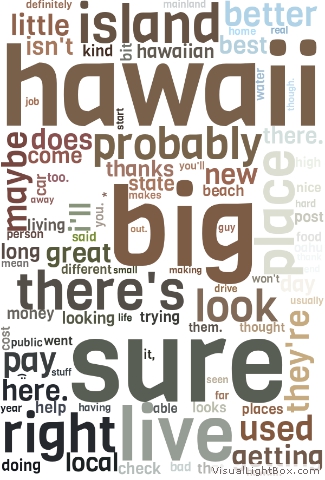 definitely
mainland
little
island
better
home
real
isn't
kind
bit
hawaiian
best
hawaii
water
though.
job
start
maybe
does
probably
there.
come
thanks
you'll
high
car
too.
state
new
away
makes
beach
nice
place
living
i'll
you.
*
big
out.
guy
hard
person
said
post
long
great
food
mean
different
small
making
won't
day
there's
drive
look
usually
money
looking
life
trying
them.
thought
they're
cost
public
went
it,
sure
pay
stuff
seen
here.
far
year
help
having
able
looks
places
right
live
used
doing
local
check
bad
getting
VisualLightBox.com